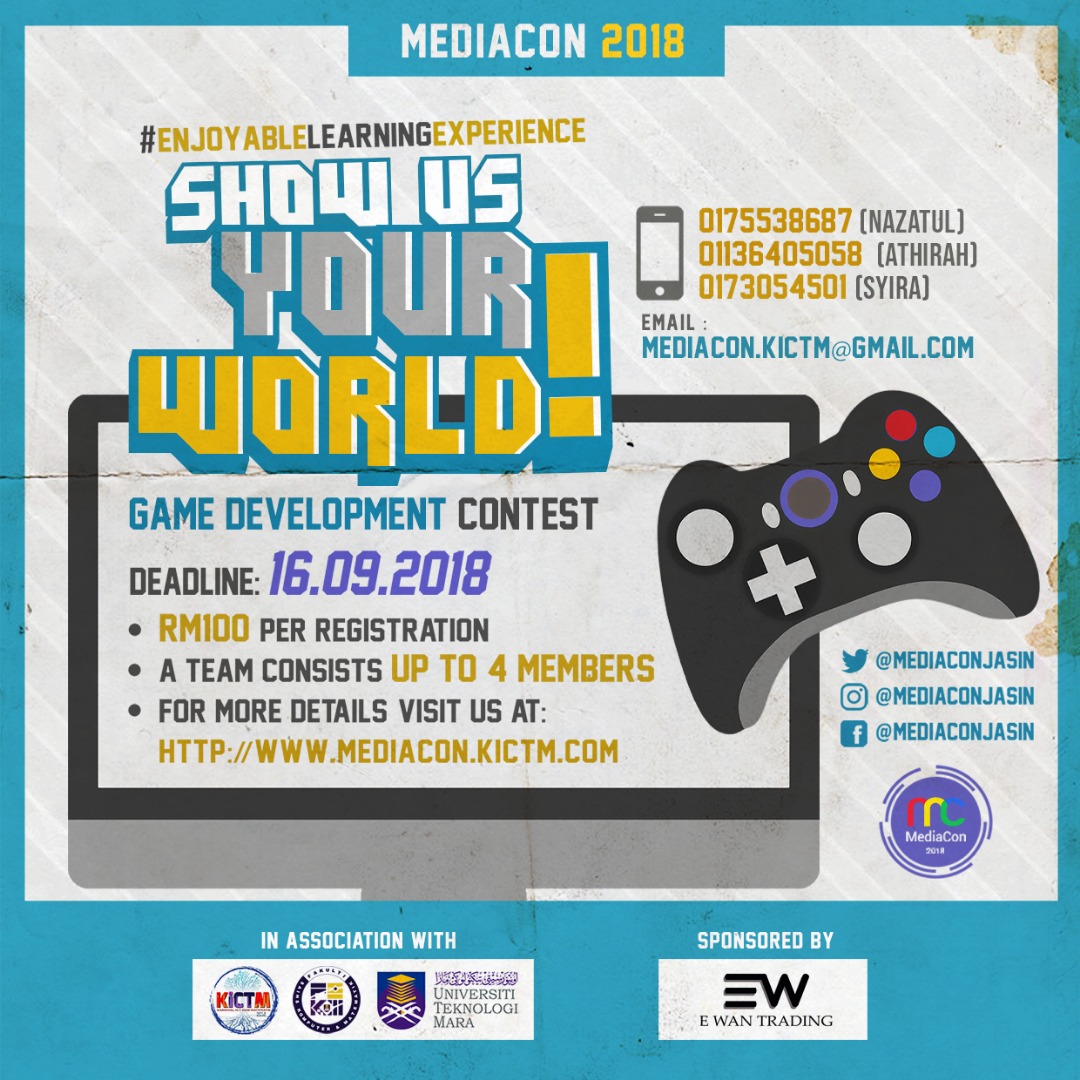 MEDIACON 2018
#ENJOYABLELEARNINGEXPERIENCE
SHOW US
YOUR
WORLD!
0175538687 (NAZATUL)
01136405058 (ATHIRAH)
0173054501 (SYIRA)
EMAIL :
MEDIACON.KICTM@GMAIL.COM
GAME DEVELOPMENT CONTEST
DEADLINE: 16.09.2018
• RM100 PER REGISTRATION
• A TEAM CONSISTS UP TO 4 MEMBERS
• FOR MORE DETAILS VISIT US AT:
HTTP://WWW.MEDIACON.KICTM.COM
@MEDIACONJASIN
@MEDIACONJASIN
@MEDIACONJASIN
mc
MediaCon
2018
IN ASSOCIATION WITH
KICTM
UNIVERSITI
TEKNOLOGI
MARA
SPONSORED BY
EW
E WAN TRADING